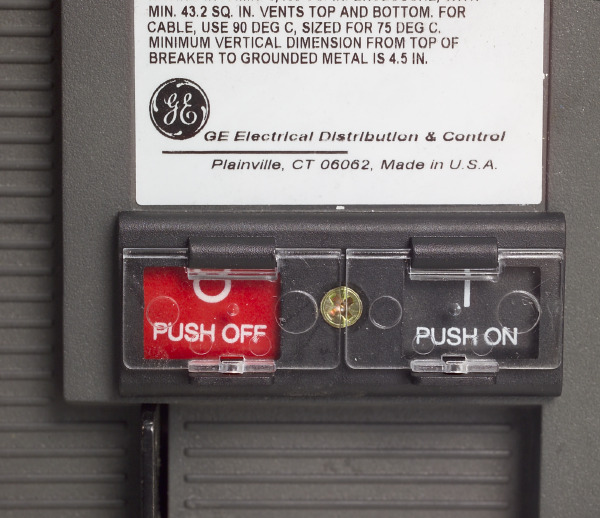 MIN. 43.2 SQ. IN. VENTS TOP AND BOTTOM. FOR
CABLE, USE 90 DEG C, SIZED FOR 75 DEG C.
MINIMUM VERTICAL DIMENSION FROM TOP OF
BREAKER TO GROUNDED METAL IS 4.5 IN.
GE
GE Electrical Distribution & Control
Plainville, CT 06062, Made in U.S.A.
O
PUSH OFF
I
PUSH ON